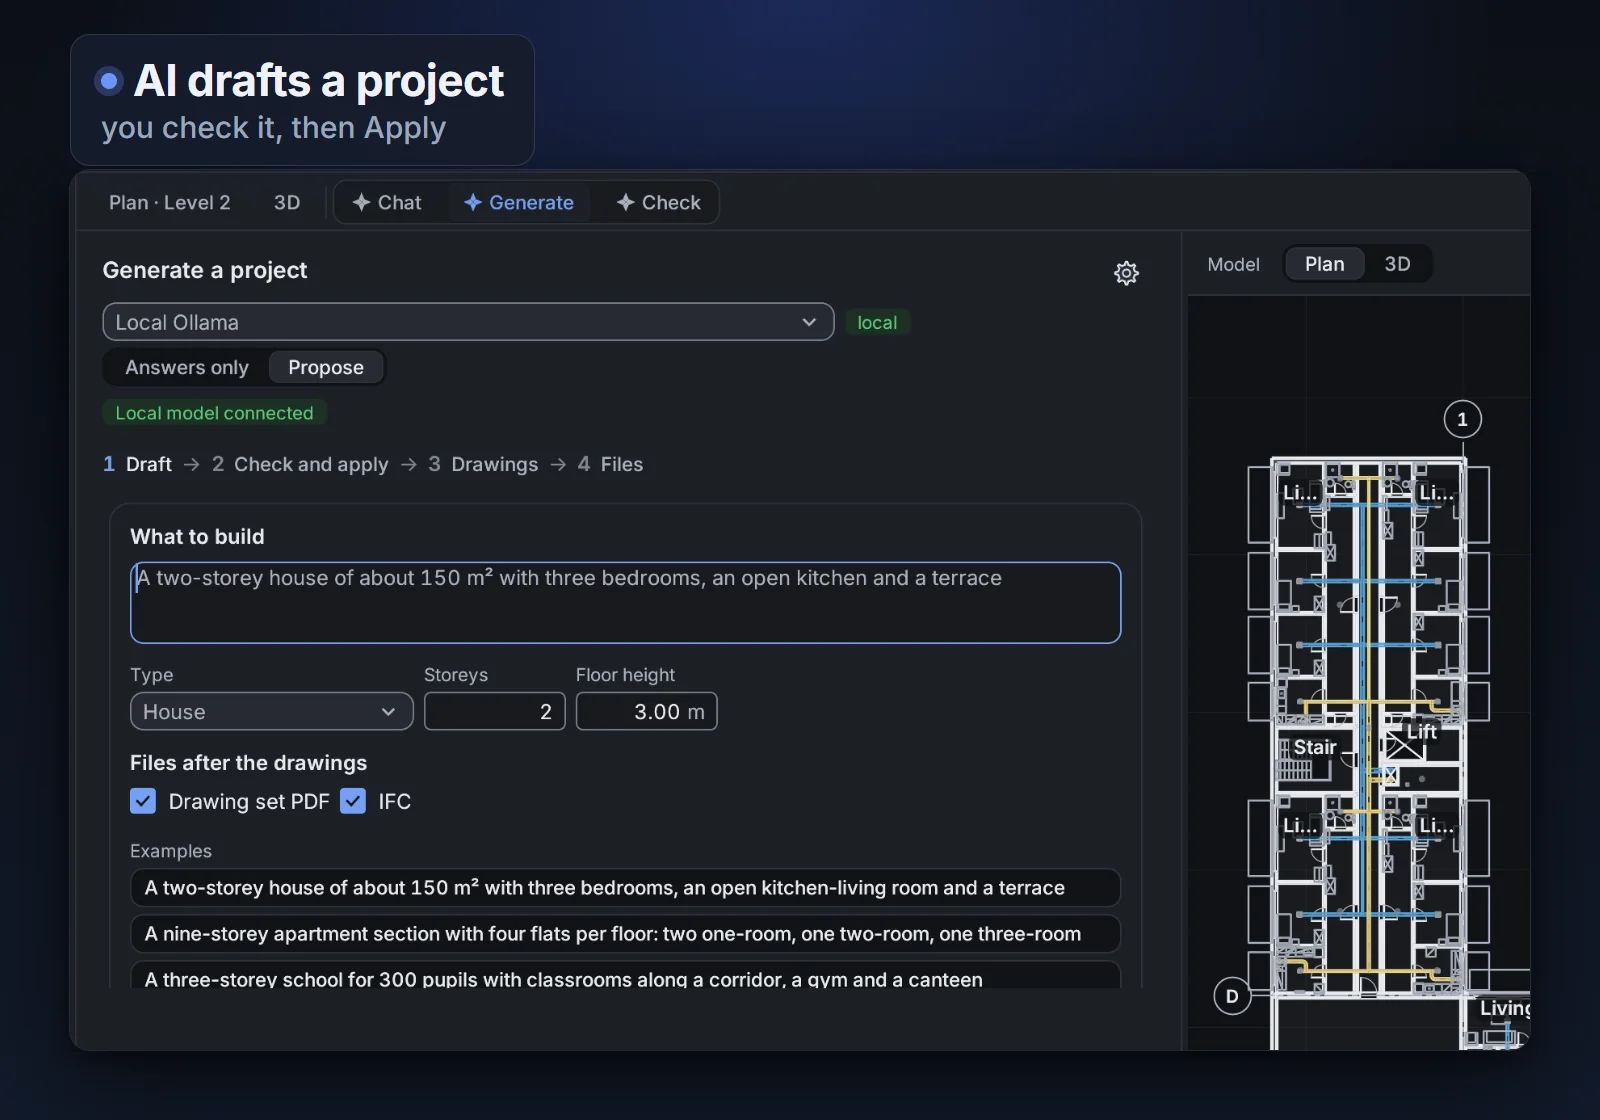 AI drafts a project
you check it, then Apply
Plan · Level 2 3D Chat Generate Check
Generate a project
Local Ollama local
Answers only Propose
Local model connected
1 Draft → 2 Check and apply → 3 Drawings → 4 Files
What to build
A two-storey house of about 150 m² with three bedrooms, an open kitchen and a terrace
Type Storeys Floor height
House 2 3.00 m
Files after the drawings
Drawing set PDF IFC
Examples
A two-storey house of about 150 m² with three bedrooms, an open kitchen-living room and a terrace
A nine-storey apartment section with four flats per floor: two one-room, one two-room, one three-room
A three-storey school for 300 pupils with classrooms along a corridor, a gym and a canteen
Model Plan 3D
1
Li... Li...
Lift
Stair
Li... Li...
D
Living